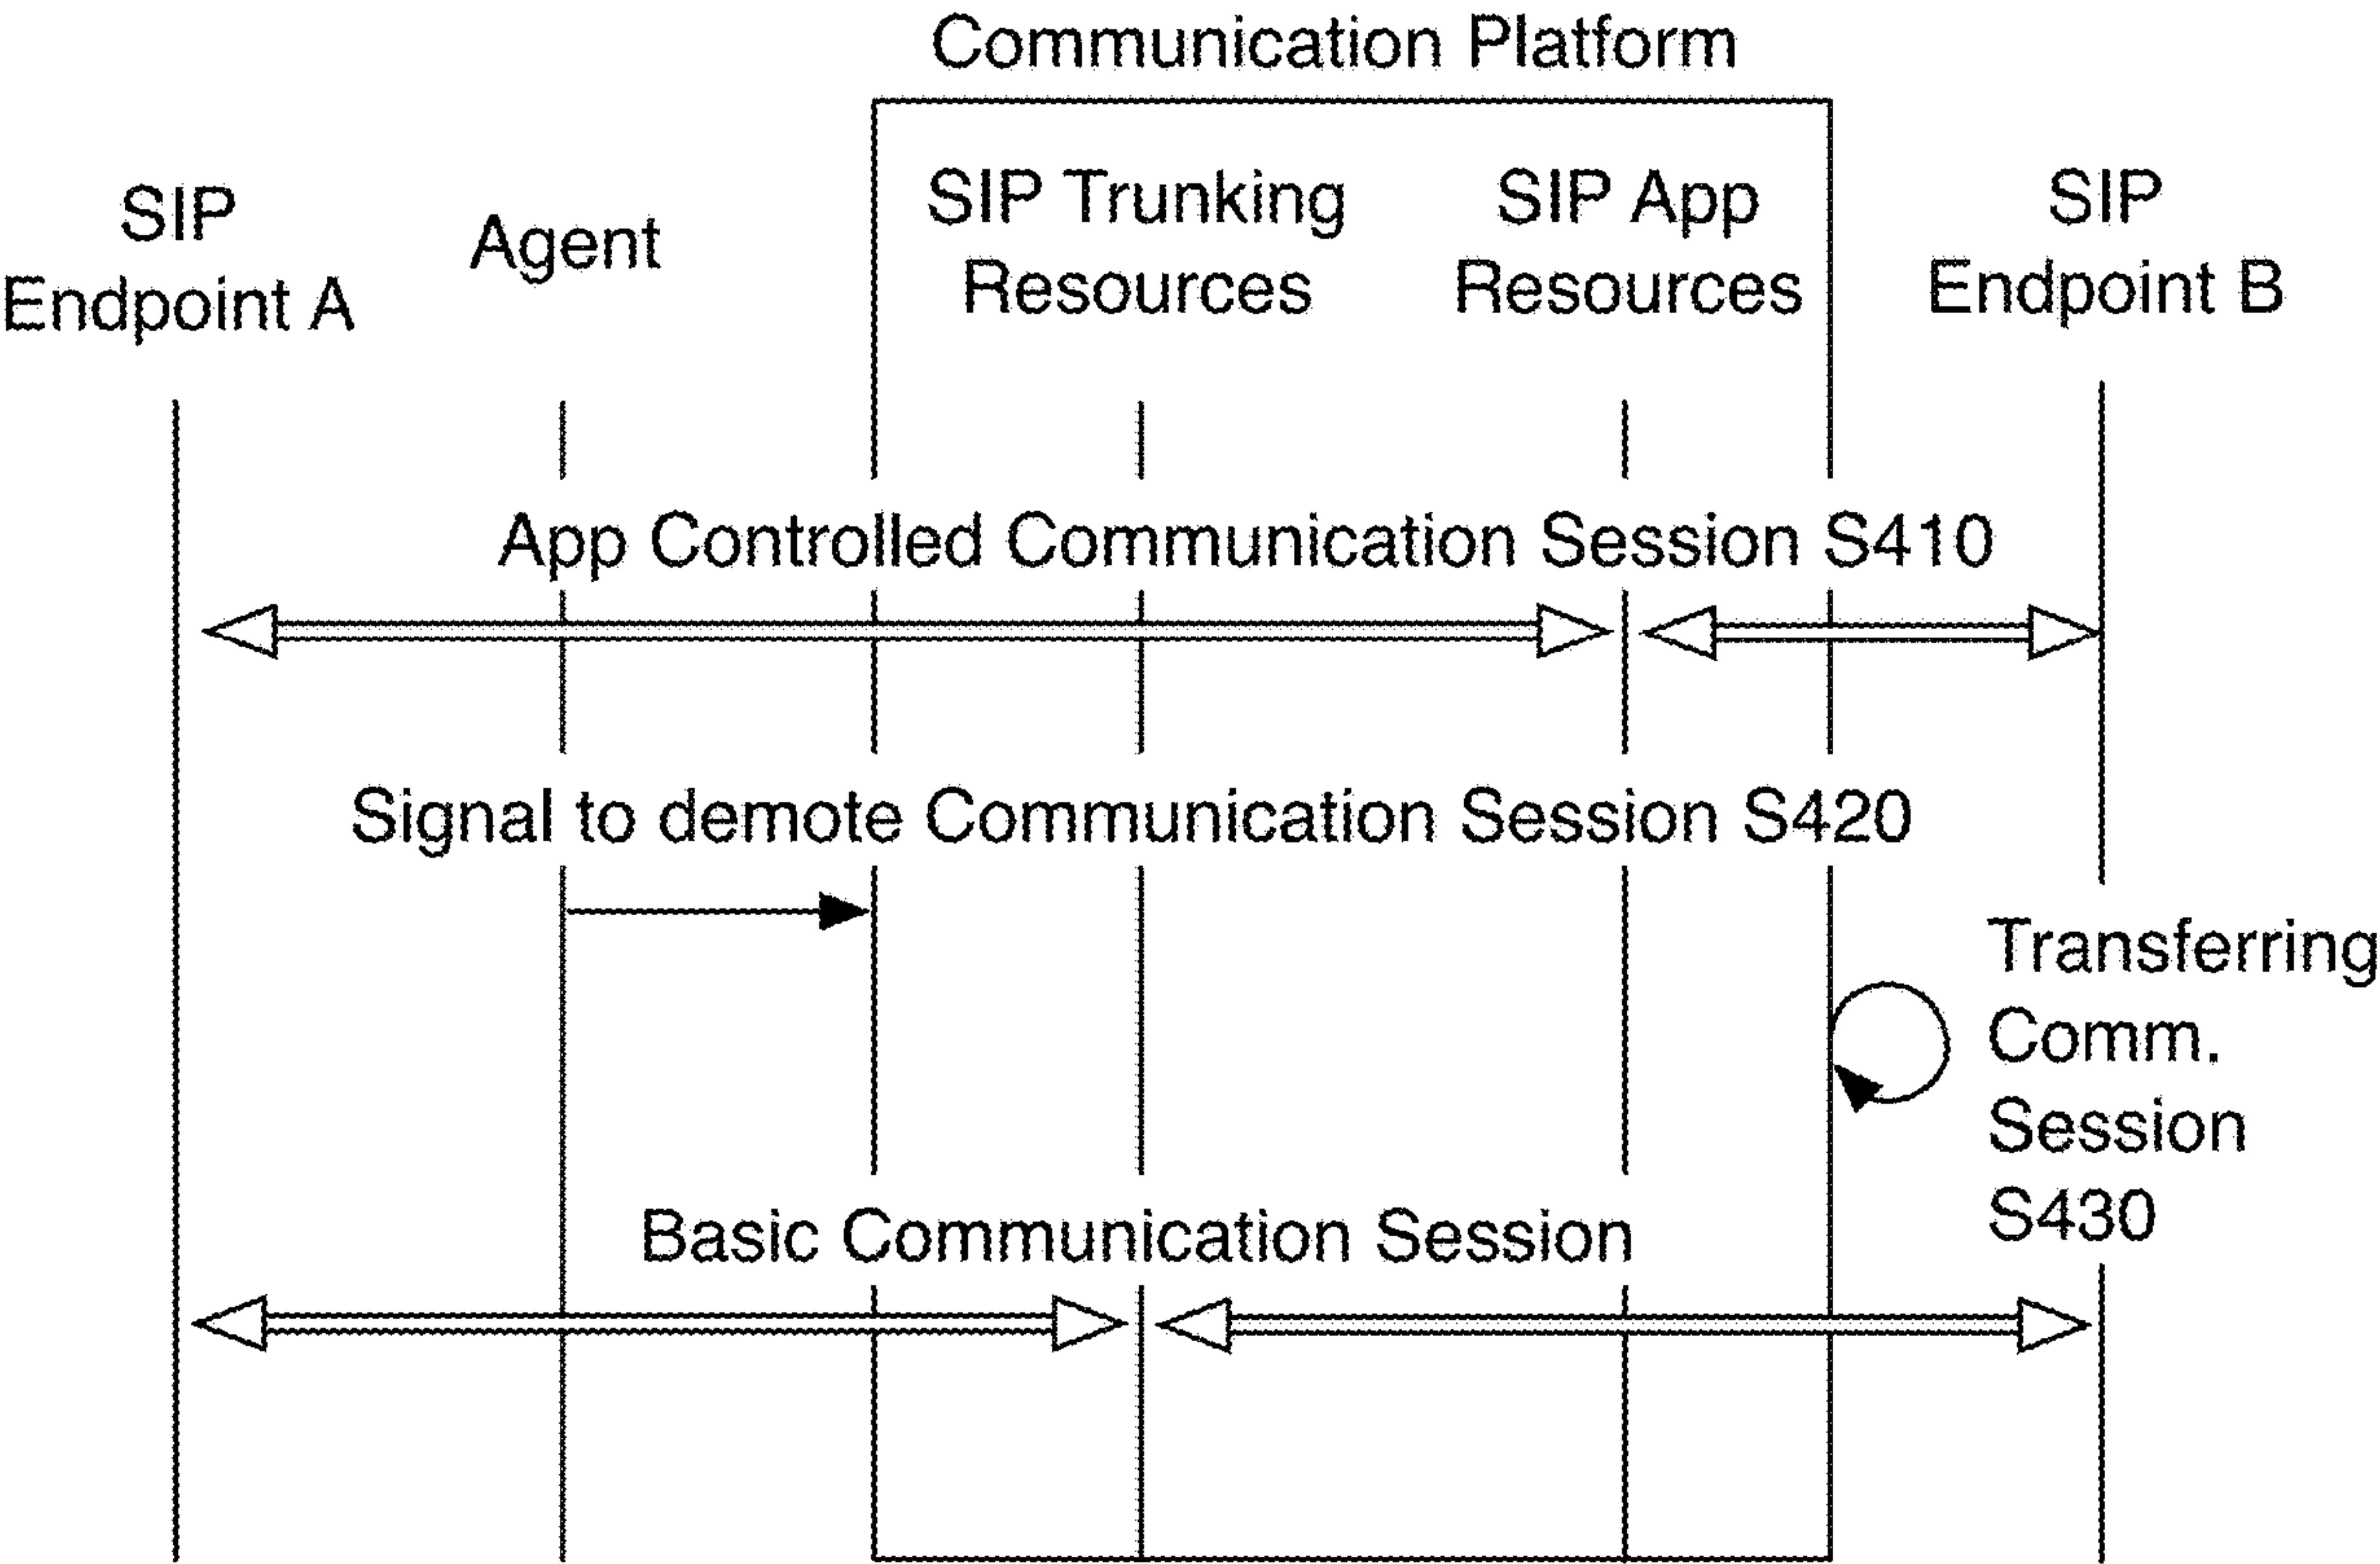 Communication Platform
SIP
Endpoint A
Agent
SIP Trunking
Resources
SIP App
Resources
SIP
Endpoint B
App Controlled Communication Session S410
Signal to demote Communication Session S420
Transferring
Comm.
Session
S430
Basic Communication Session